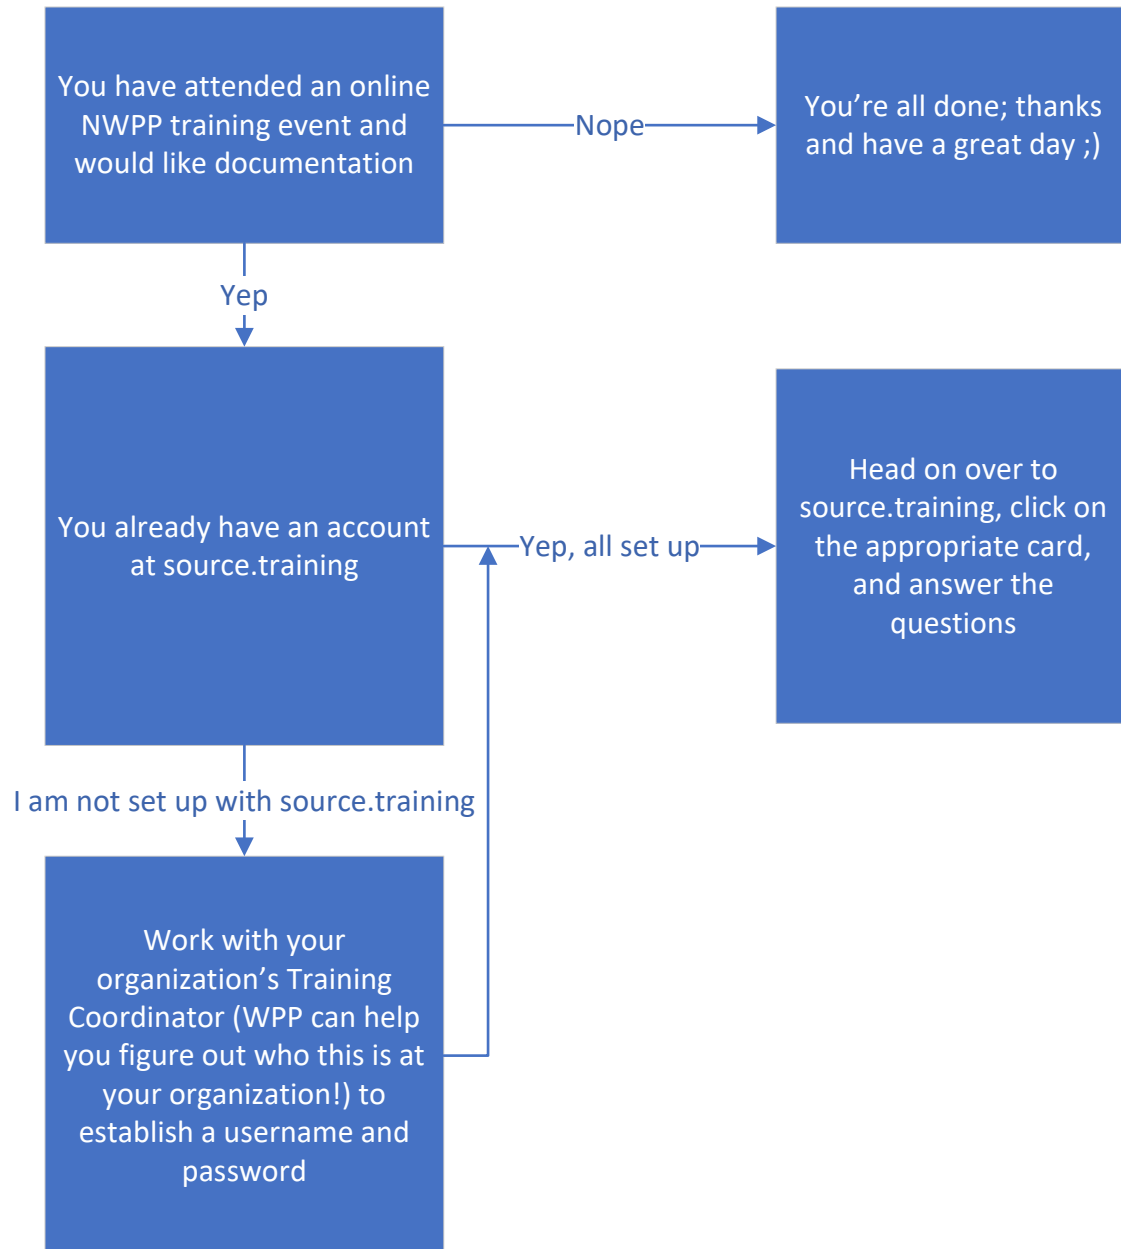 You have attended an online
NWPP training event and
would like documentation
Nope
You’re all done; thanks
and have a great day ;)
Yep
You already have an account
at source.training
Yep, all set up
Head on over to
source.training, click on
the appropriate card,
and answer the
questions
I am not set up with source.training
Work with your
organization’s Training
Coordinator (WPP can help
you figure out who this is at
your organization!) to
establish a username and
password